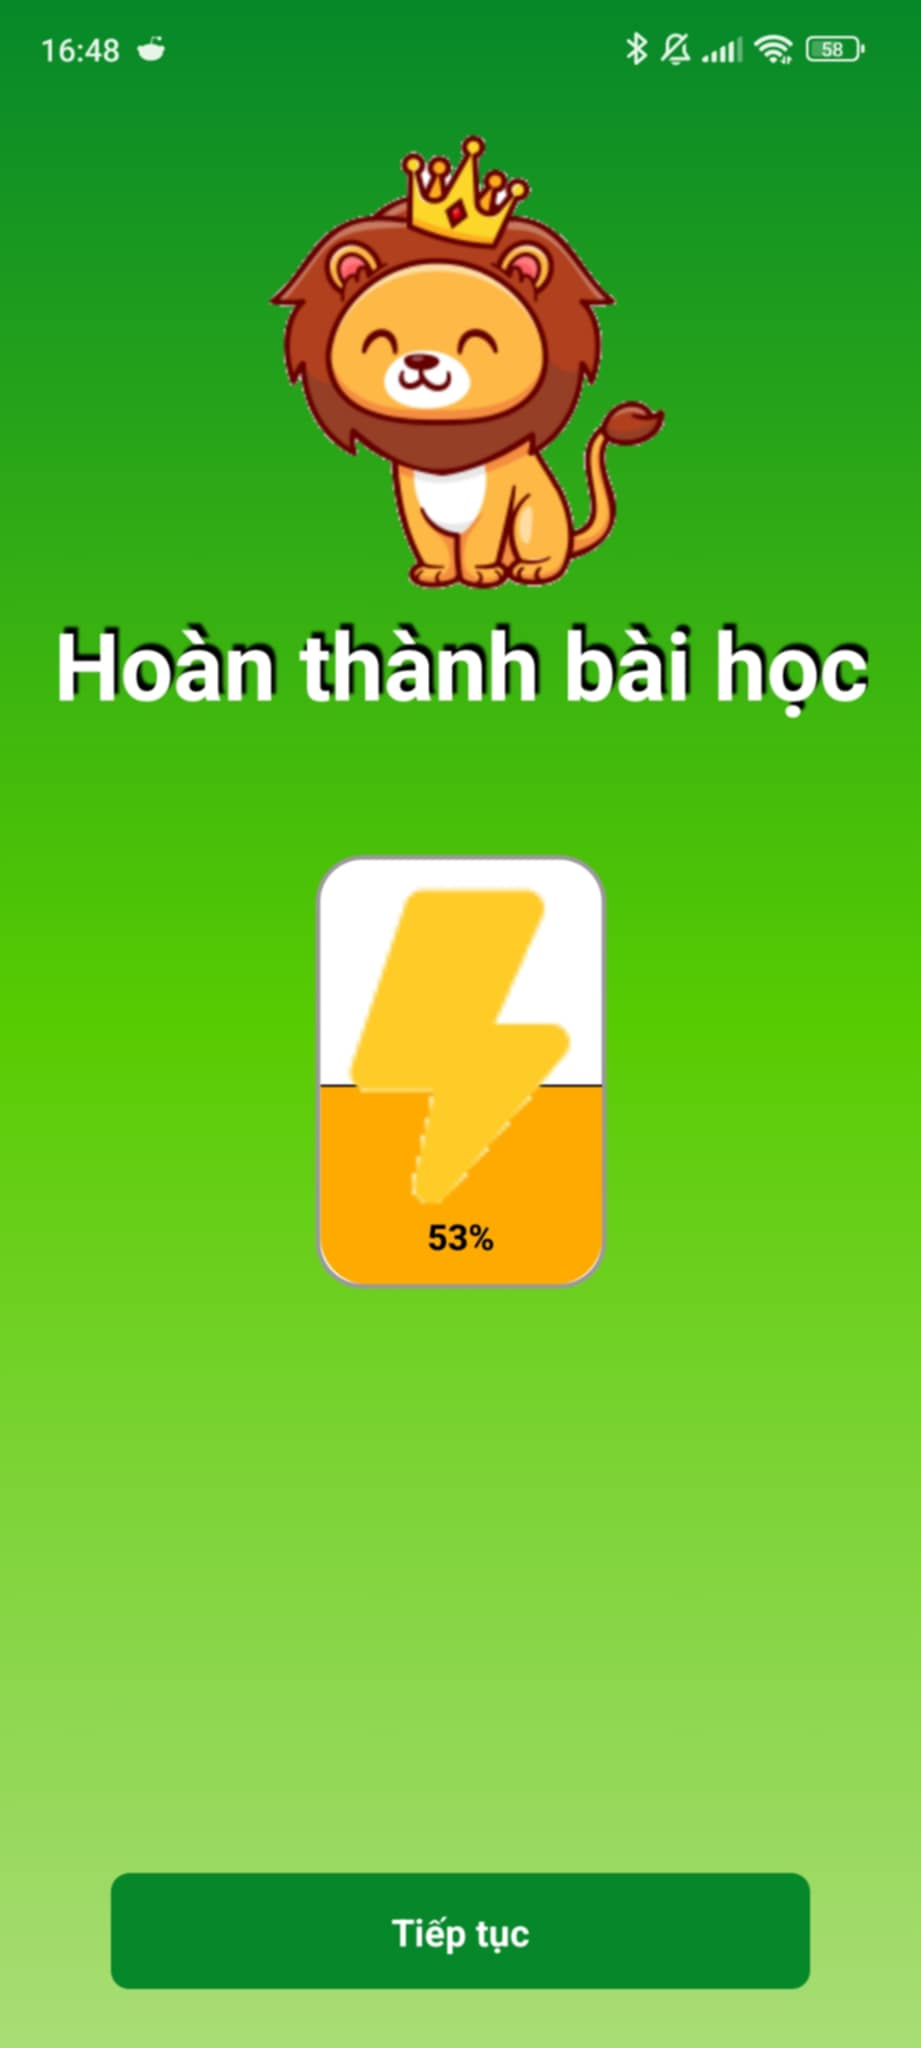 16:48
58
Hoàn thành bài học
53%
Tiếp tục